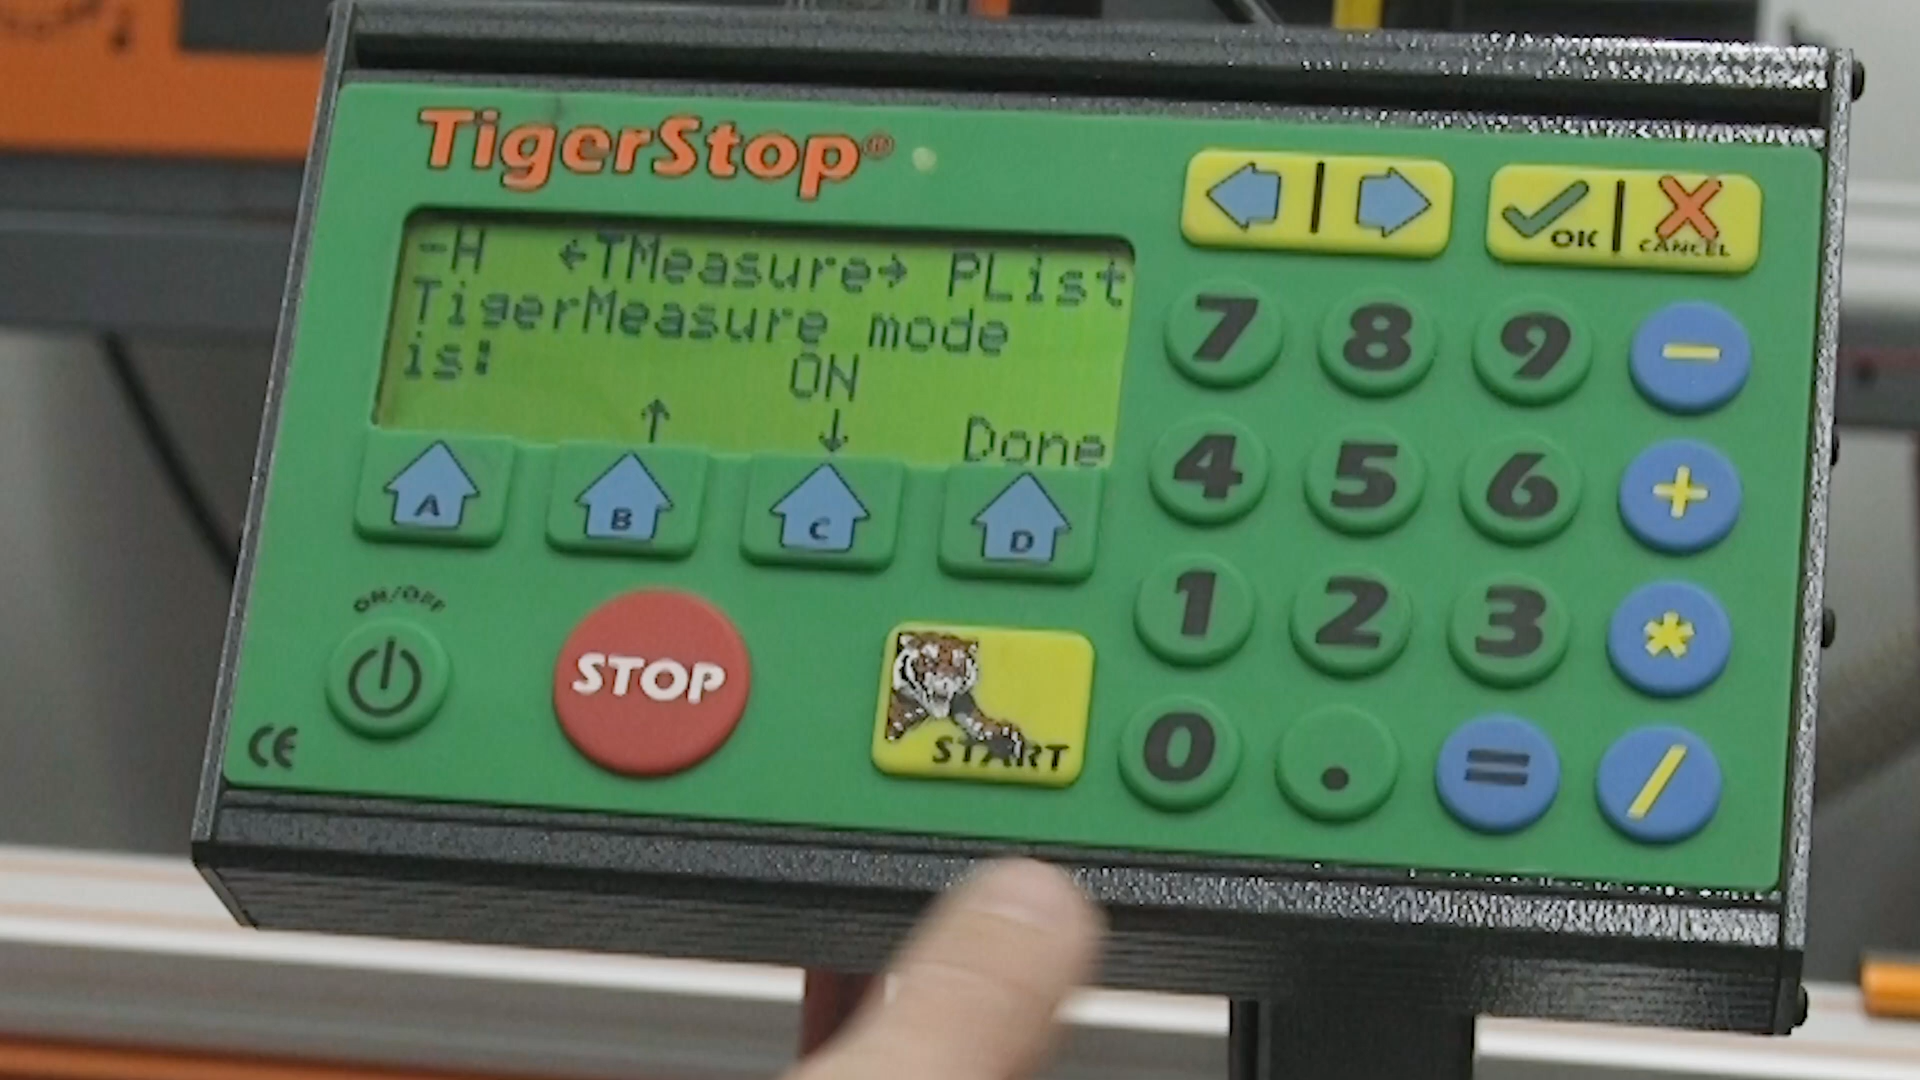 TigerStop®
-H ←TMeasure→ PList
TigerMeasure mode
is: ON
↑ ↓ Done
A B C D
ON/OFF
STOP
START
CE
OK CANCEL
7 8 9 -
4 5 6 +
1 2 3 *
0 . = /